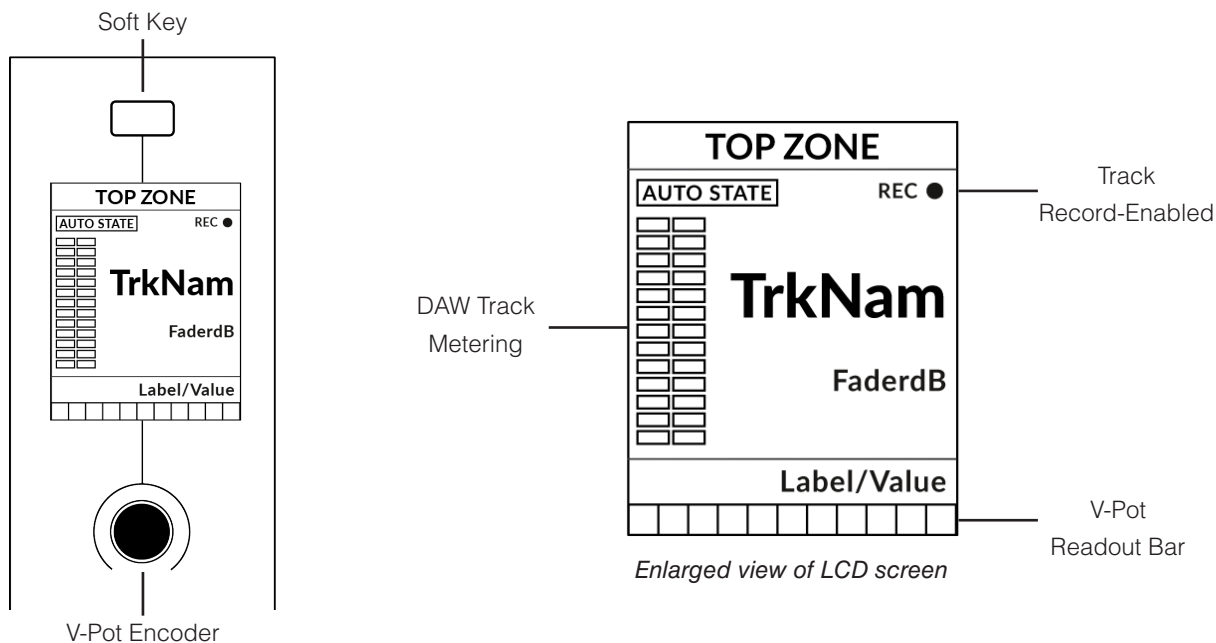 Soft Key
TOP ZONE
AUTO STATE
REC
TrkNam
FaderdB
Label/Value
V-Pot Encoder
TOP ZONE
AUTO STATE
REC
TrkNam
FaderdB
Label/Value
Track
Record-Enabled
DAW Track
Metering
V-Pot
Readout Bar
Enlarged view of LCD screen